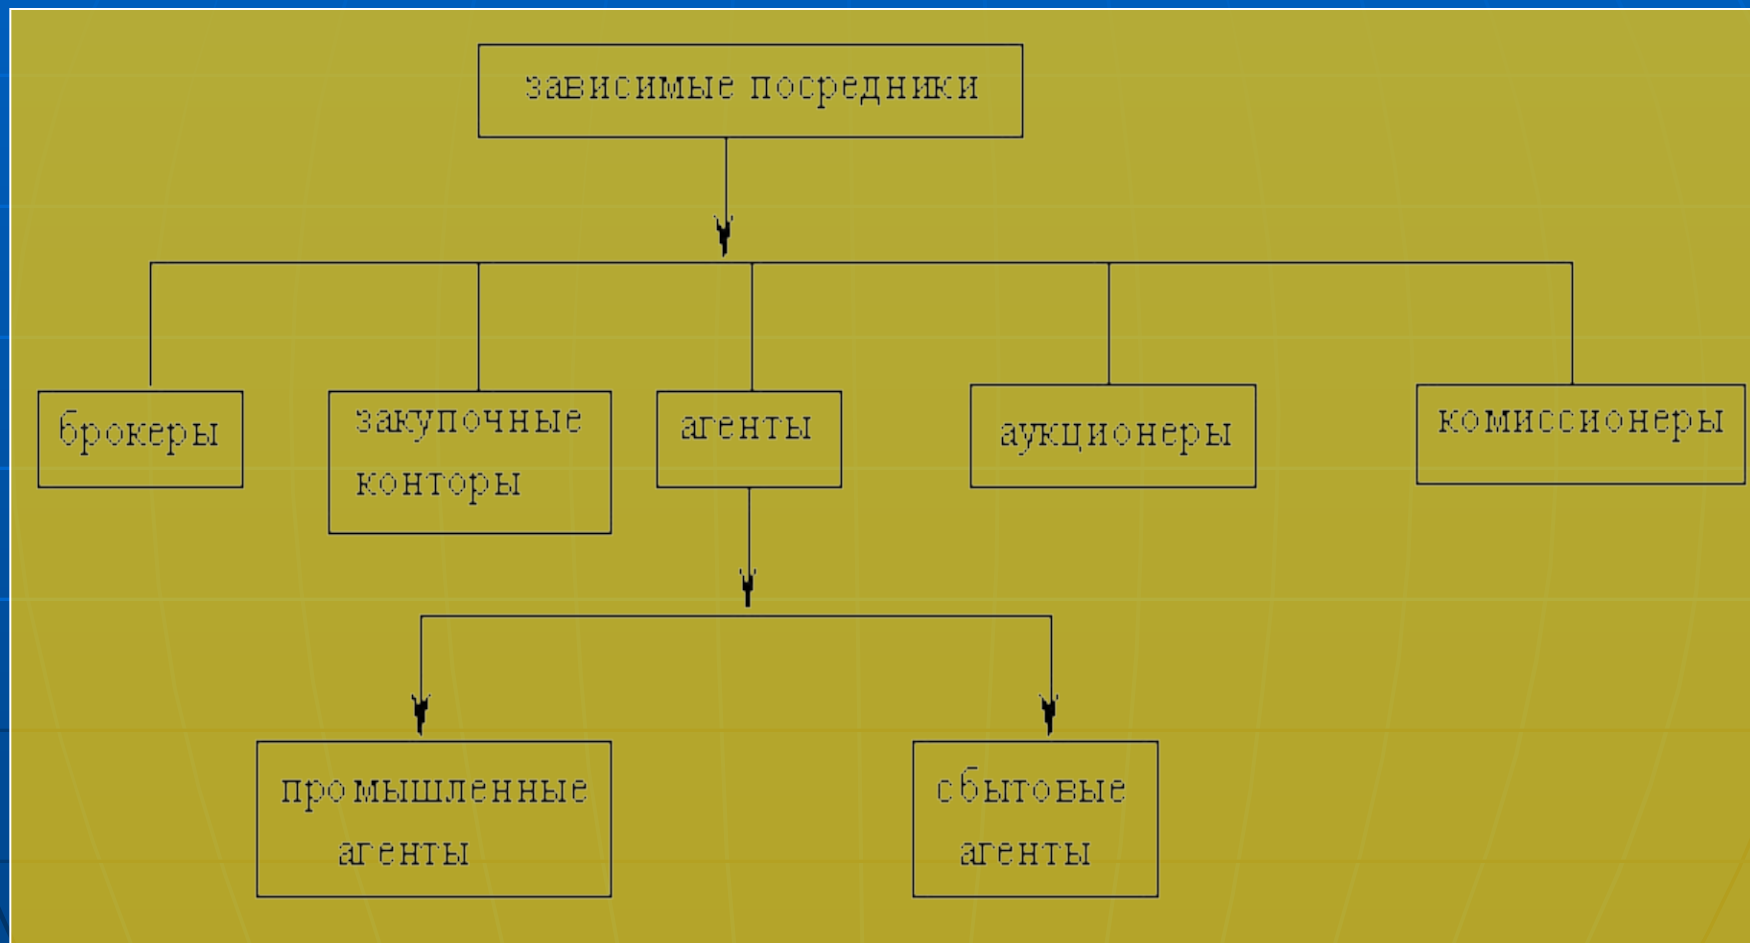 зависимые посредники
брокеры
закупочные
конторы
агенты
аукционеры
комиссионеры
промышленные
агенты
сбытовые
агенты